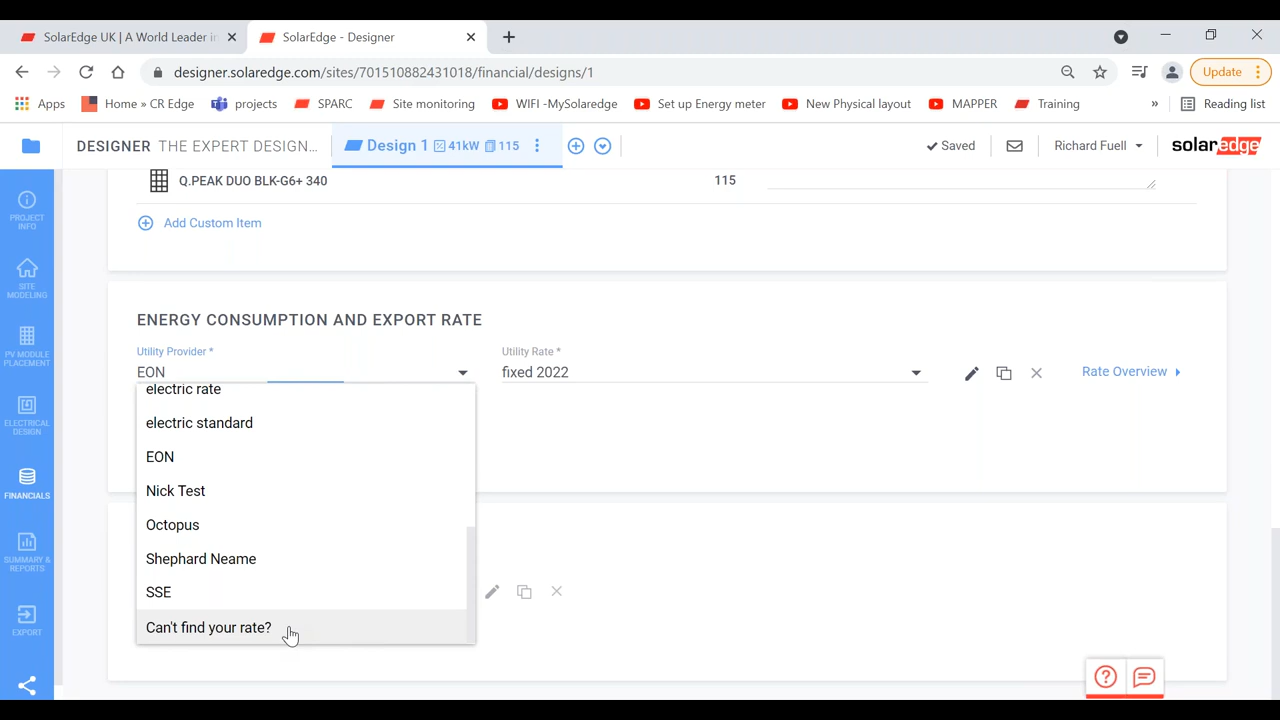 SolarEdge UK | A World Leader in
SolarEdge - Designer
designer.solaredge.com/sites/701510882431018/financial/designs/1
Update
Apps
Home » CR Edge
projects
SPARC
Site monitoring
WIFI -MySolaredge
Set up Energy meter
New Physical layout
MAPPER
Training
»
Reading list
DESIGNER THE EXPERT DESIGN...
Design 1 41kW 115
Saved
Richard Fuell
solaredge
PROJECT
INFO
SITE
MODELING
PV MODULE
PLACEMENT
ELECTRICAL
DESIGN
FINANCIALS
SUMMARY &
REPORTS
EXPORT
Q.PEAK DUO BLK-G6+ 340
115
Add Custom Item
ENERGY CONSUMPTION AND EXPORT RATE
Utility Provider *
EON
Utility Rate *
fixed 2022
Rate Overview
electric rate
electric standard
EON
Nick Test
Octopus
Shephard Neame
SSE
Can't find your rate?